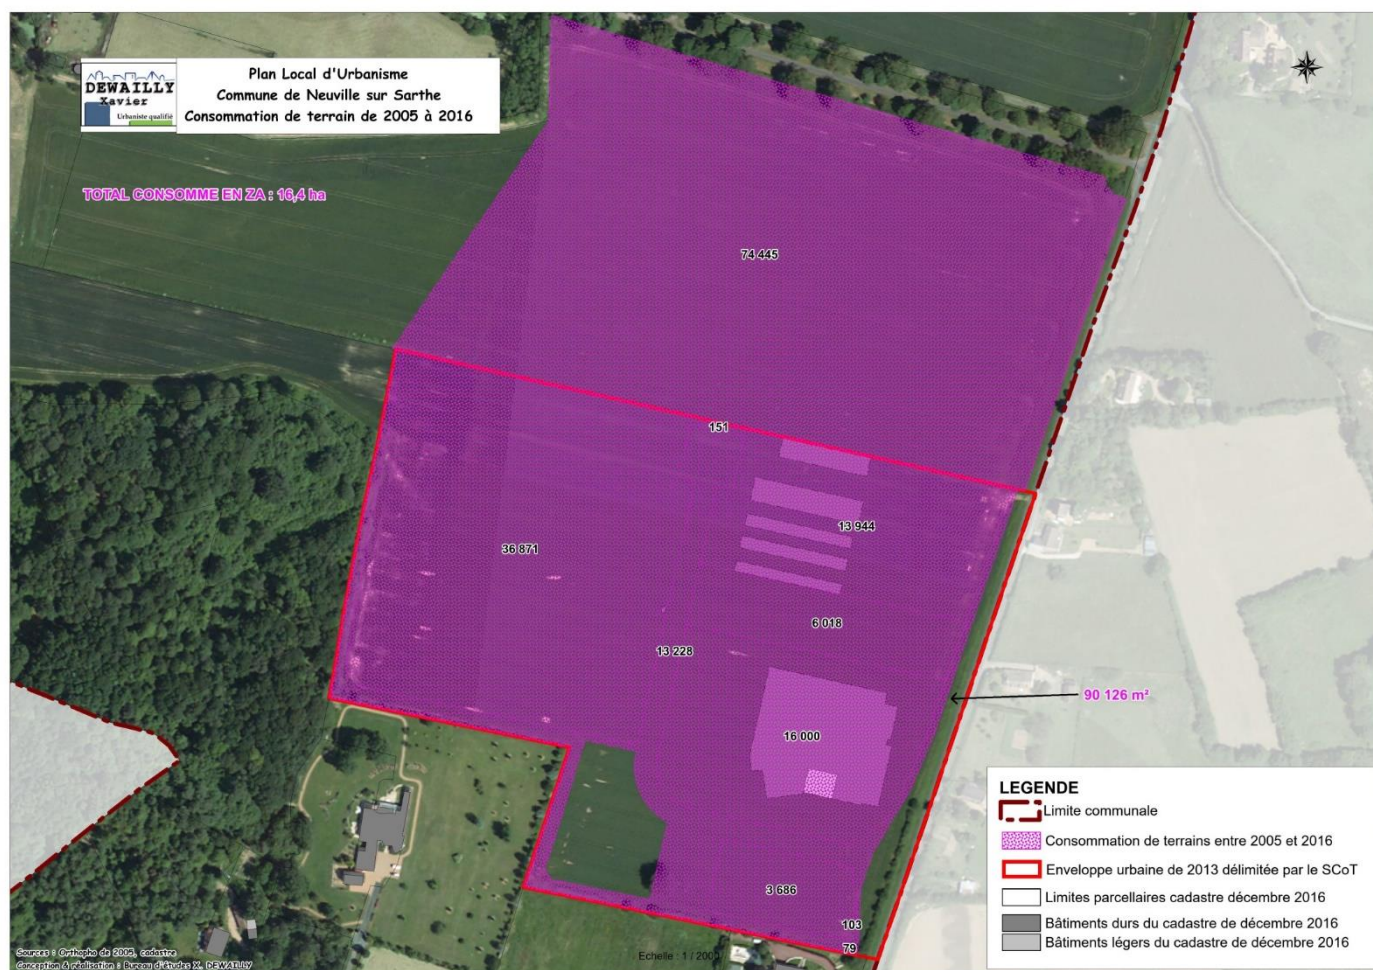 DEWAILLY
Xavier
Urbaniste qualifié
Plan Local d'Urbanisme
Commune de Neuville sur Sarthe
Consommation de terrain de 2005 à 2016
TOTAL CONSOMME EN ZA : 16,4 ha
74 445
151
13 944
36 871
6 018
13 228
90 126 m²
16 000
3 686
103
79
LEGENDE
Limite communale
Consommation de terrains entre 2005 et 2016
Enveloppe urbaine de 2013 délimitée par le SCoT
Limites parcellaires cadastre décembre 2016
Bâtiments durs du cadastre de décembre 2016
Bâtiments légers du cadastre de décembre 2016
Sources : Orthopho de 2005, cadastre
Conception & réalisation : Bureau d'études X. DEWAILLY
Echelle : 1 / 2000